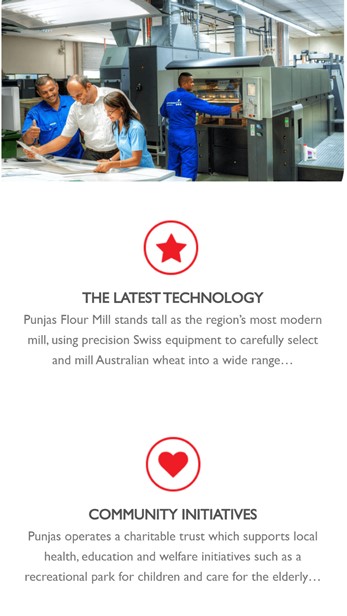 THE LATEST TECHNOLOGY
Punjas Flour Mill stands tall as the region's most modern
mill, using precision Swiss equipment to carefully select
and mill Australian wheat into a wide range…
COMMUNITY INITIATIVES
Punjas operates a charitable trust which supports local
health, education and welfare initiatives such as a
recreational park for children and care for the elderly…